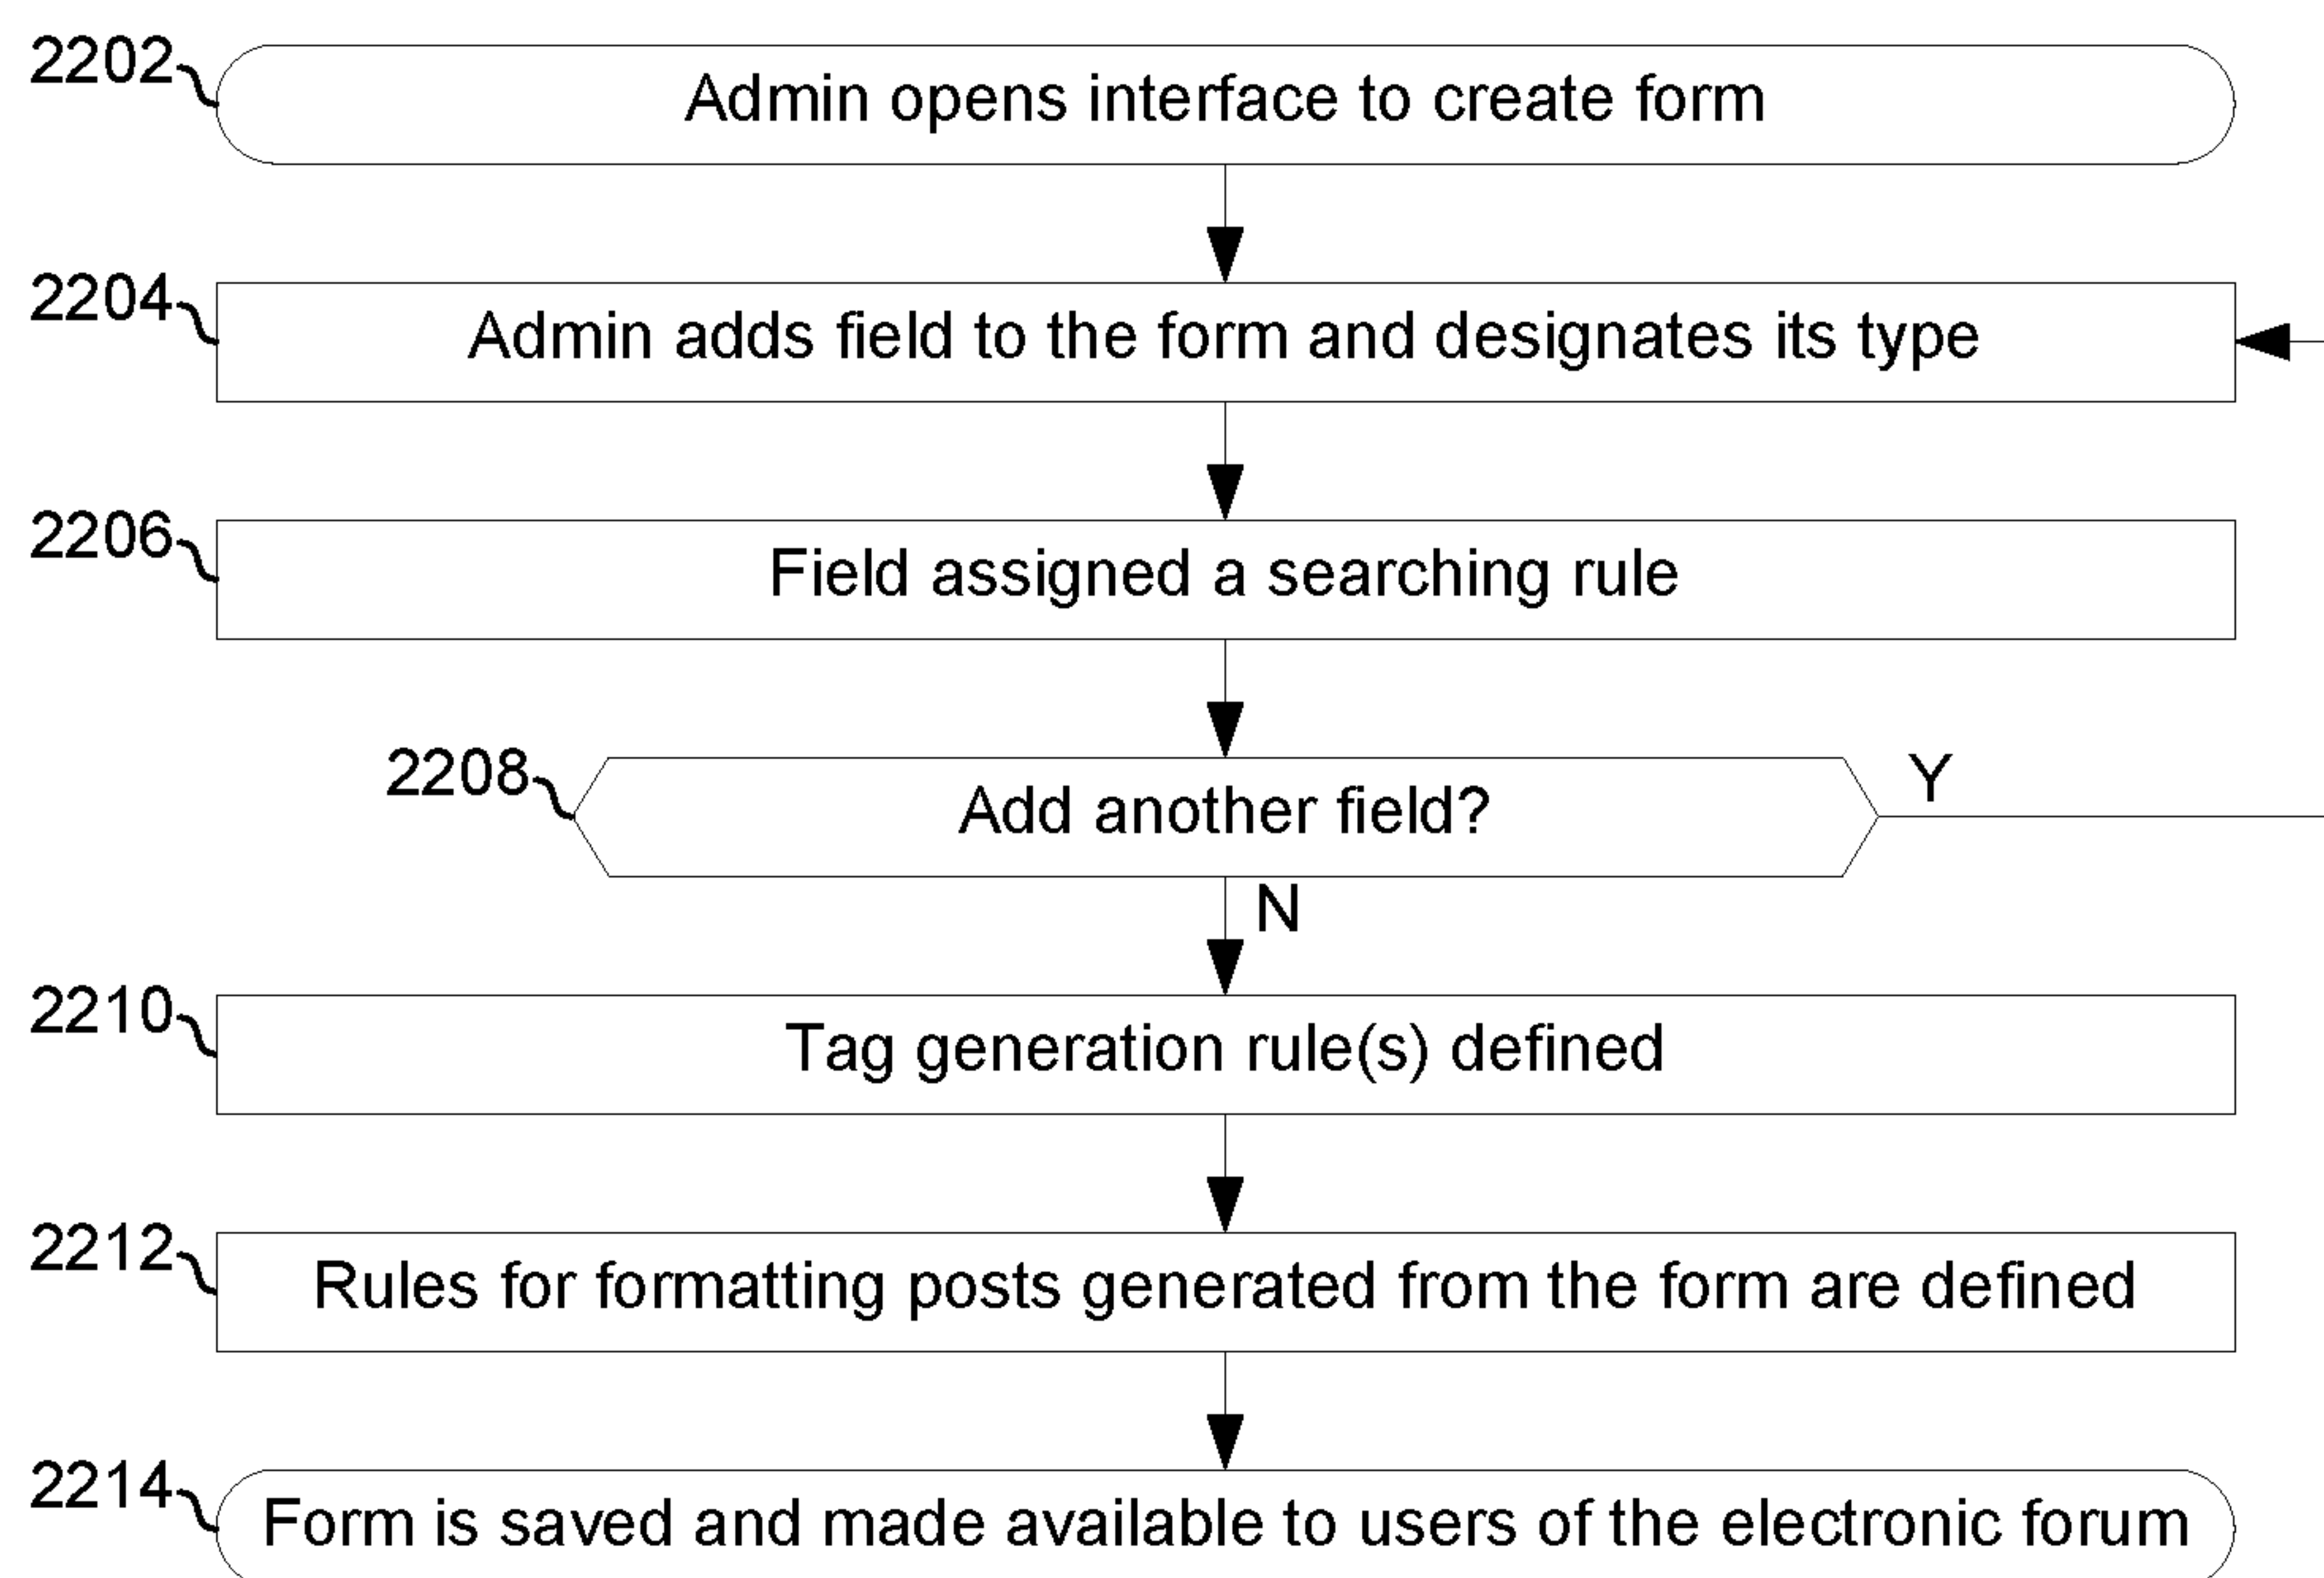 2202
Admin opens interface to create form
2204
Admin adds field to the form and designates its type
2206
Field assigned a searching rule
2208
Add another field?
Y
N
2210
Tag generation rule(s) defined
2212
Rules for formatting posts generated from the form are defined
2214
Form is saved and made available to users of the electronic forum